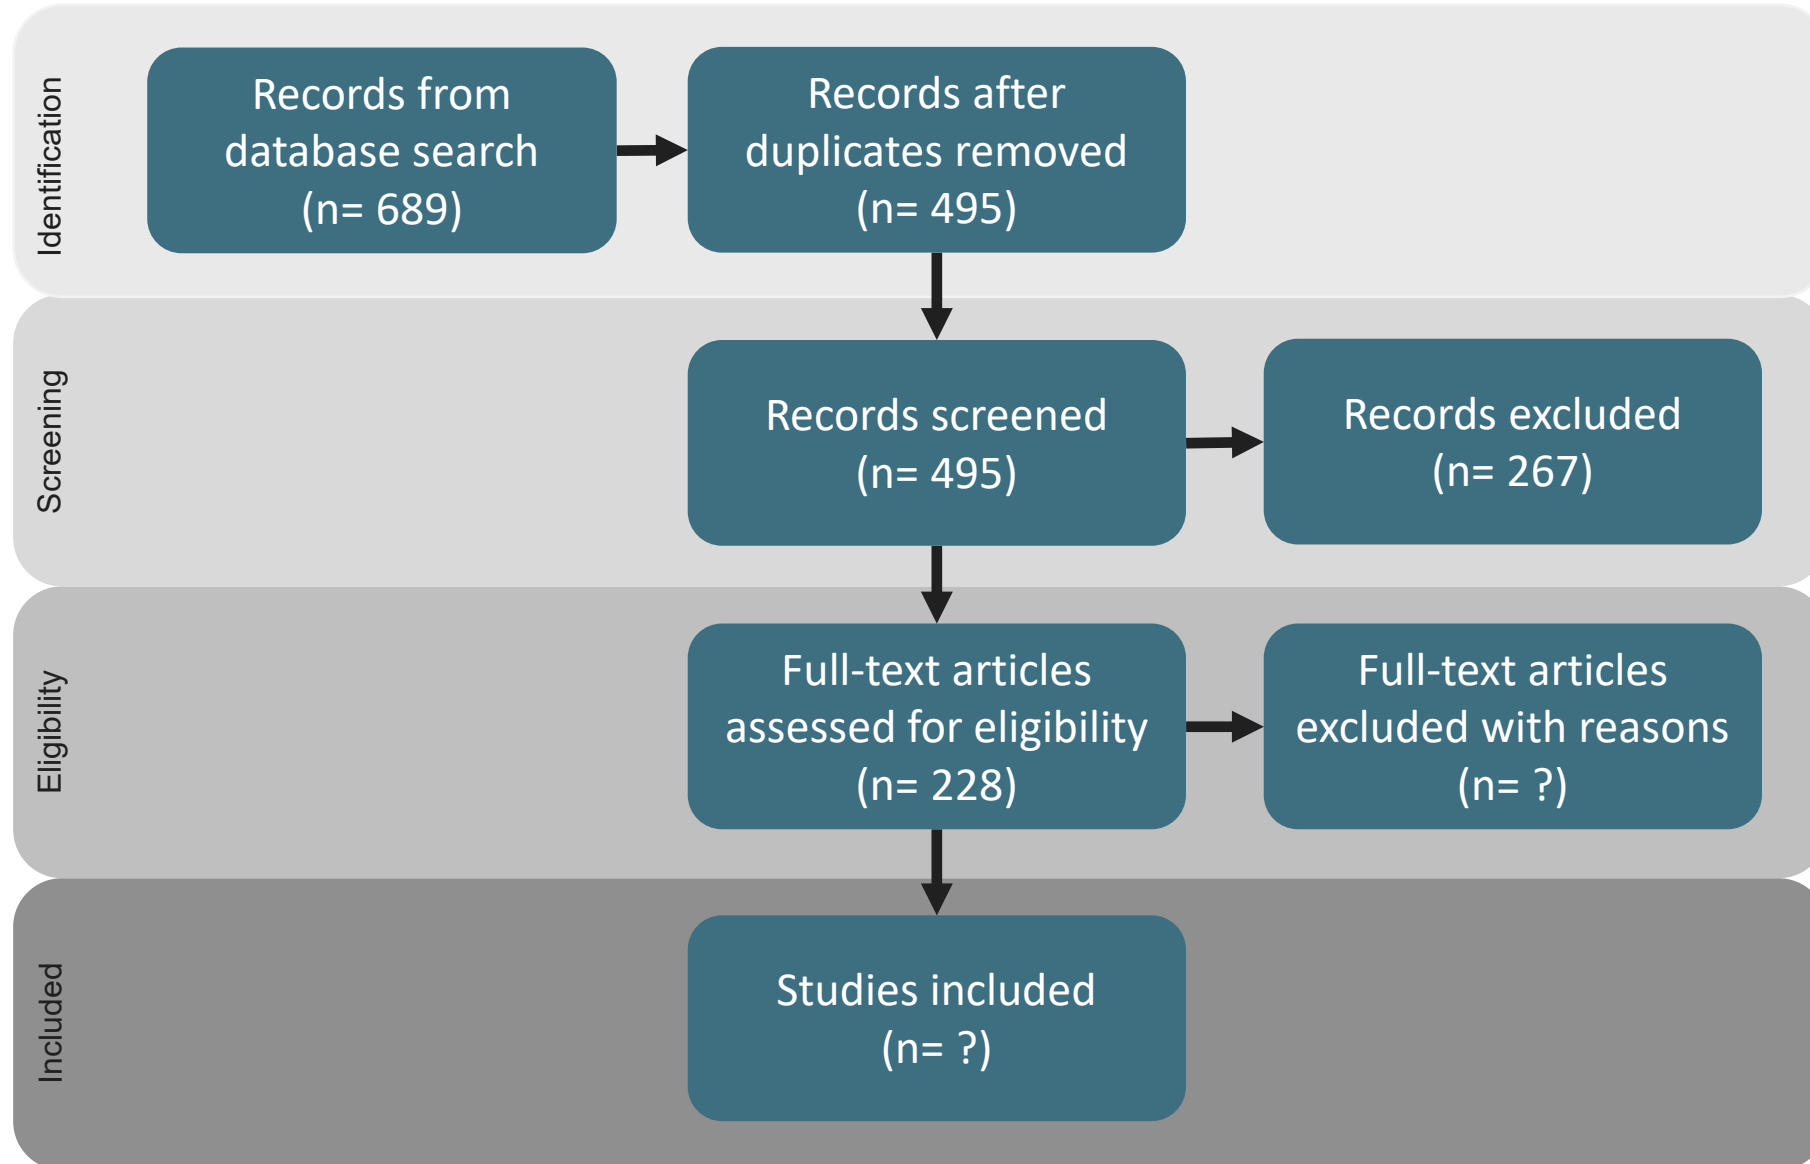 Identification
Records from
database search
(n= 689)
Records after
duplicates removed
(n= 495)
Screening
Records screened
(n= 495)
Records excluded
(n= 267)
Eligibility
Full-text articles
assessed for eligibility
(n= 228)
Full-text articles
excluded with reasons
(n= ?)
Included
Studies included
(n= ?)